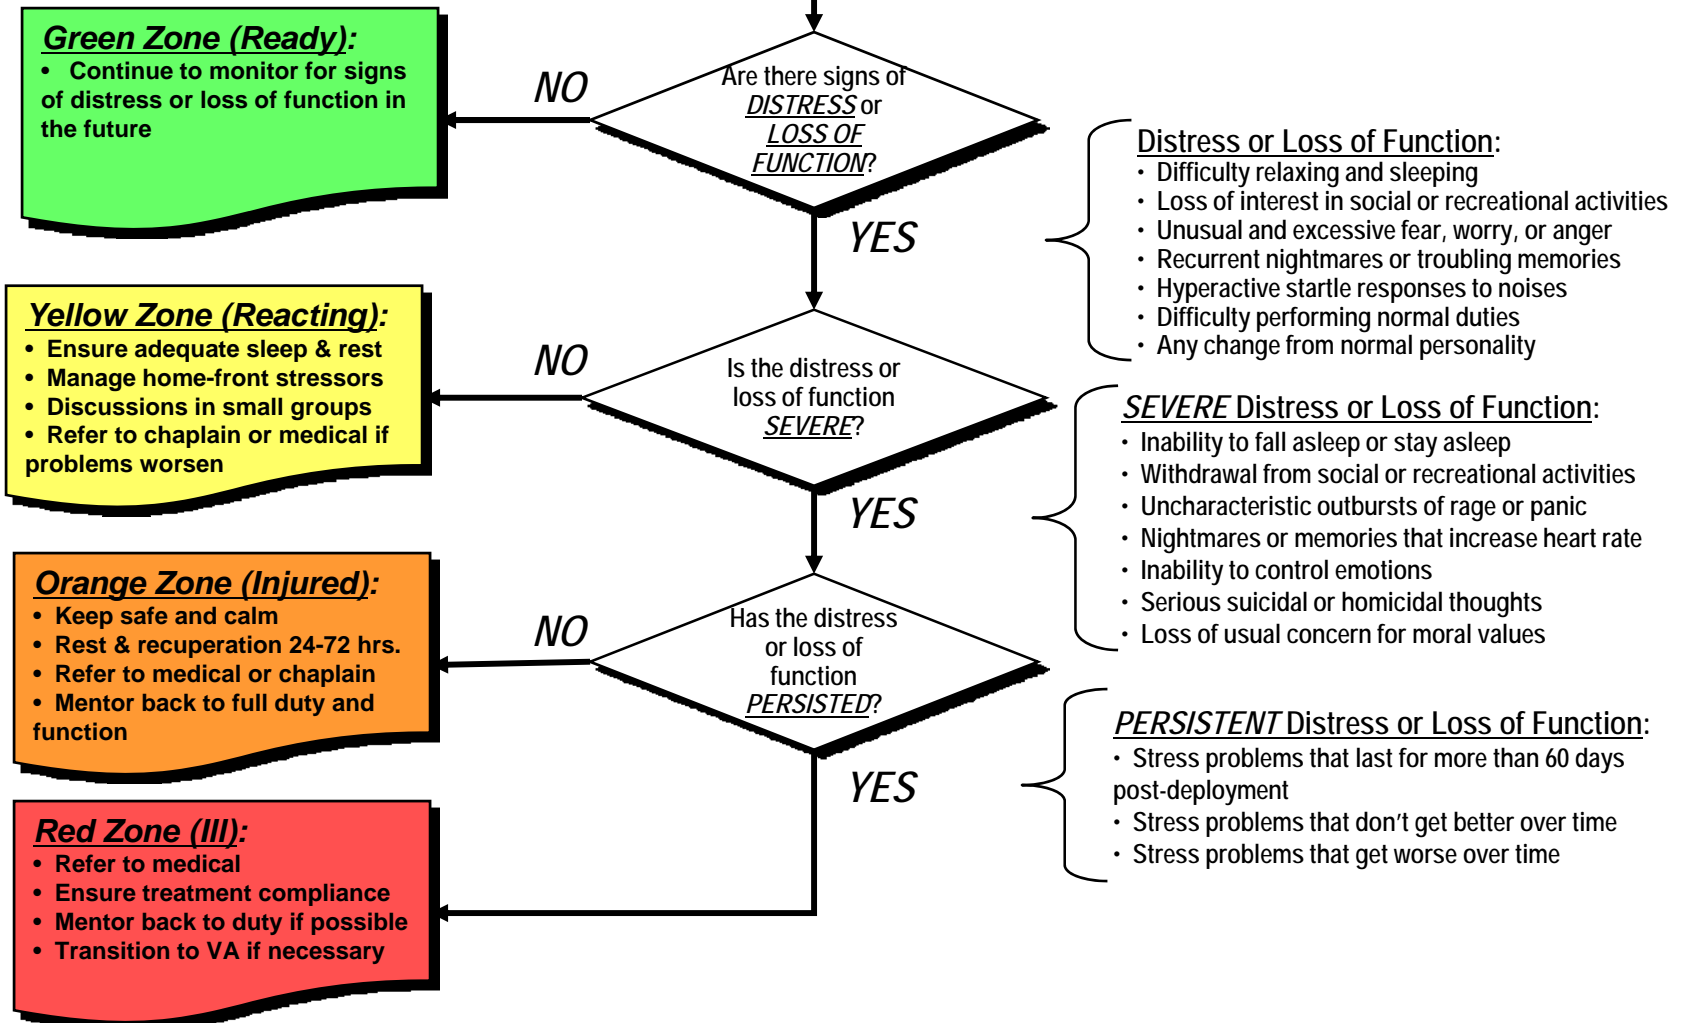 Green Zone (Ready):
• Continue to monitor for signs
of distress or loss of function in
the future
NO
Are there signs of
DISTRESS or
LOSS OF
FUNCTION?
YES
Distress or Loss of Function:
• Difficulty relaxing and sleeping
• Loss of interest in social or recreational activities
• Unusual and excessive fear, worry, or anger
• Recurrent nightmares or troubling memories
• Hyperactive startle responses to noises
• Difficulty performing normal duties
• Any change from normal personality
Yellow Zone (Reacting):
• Ensure adequate sleep & rest
• Manage home-front stressors
• Discussions in small groups
• Refer to chaplain or medical if
problems worsen
NO
Is the distress or
loss of function
SEVERE?
YES
SEVERE Distress or Loss of Function:
• Inability to fall asleep or stay asleep
• Withdrawal from social or recreational activities
• Uncharacteristic outbursts of rage or panic
• Nightmares or memories that increase heart rate
• Inability to control emotions
• Serious suicidal or homicidal thoughts
• Loss of usual concern for moral values
Orange Zone (Injured):
• Keep safe and calm
• Rest & recuperation 24-72 hrs.
• Refer to medical or chaplain
• Mentor back to full duty and
function
NO
Has the distress
or loss of
function
PERSISTED?
YES
PERSISTENT Distress or Loss of Function:
• Stress problems that last for more than 60 days
post-deployment
• Stress problems that don't get better over time
• Stress problems that get worse over time
Red Zone (Ill):
• Refer to medical
• Ensure treatment compliance
• Mentor back to duty if possible
• Transition to VA if necessary